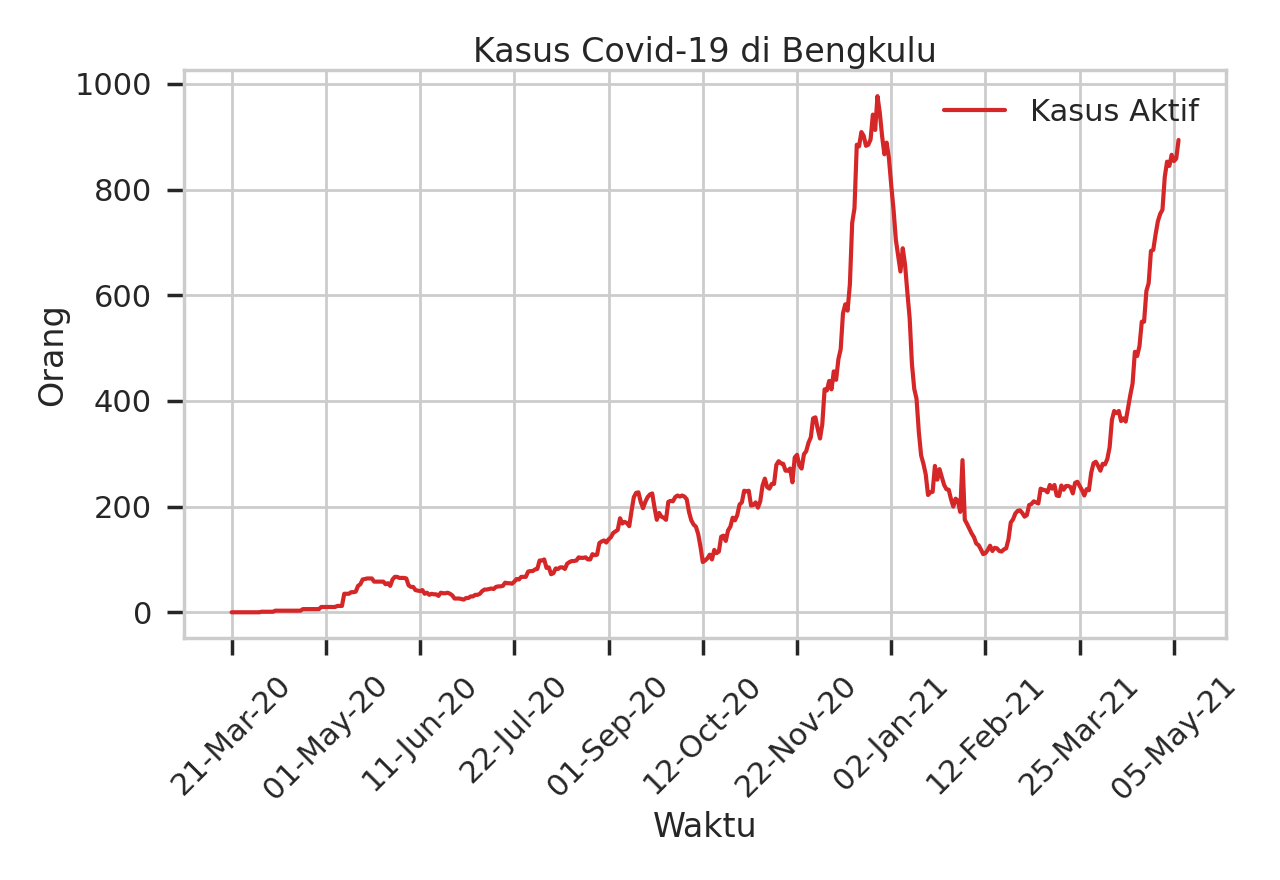 Kasus Covid-19 di Bengkulu
Kasus Aktif
Orang
1000
800
600
400
200
0
21-Mar-20
01-May-20
11-Jun-20
22-Jul-20
01-Sep-20
12-Oct-20
22-Nov-20
02-Jan-21
12-Feb-21
25-Mar-21
05-May-21
Waktu